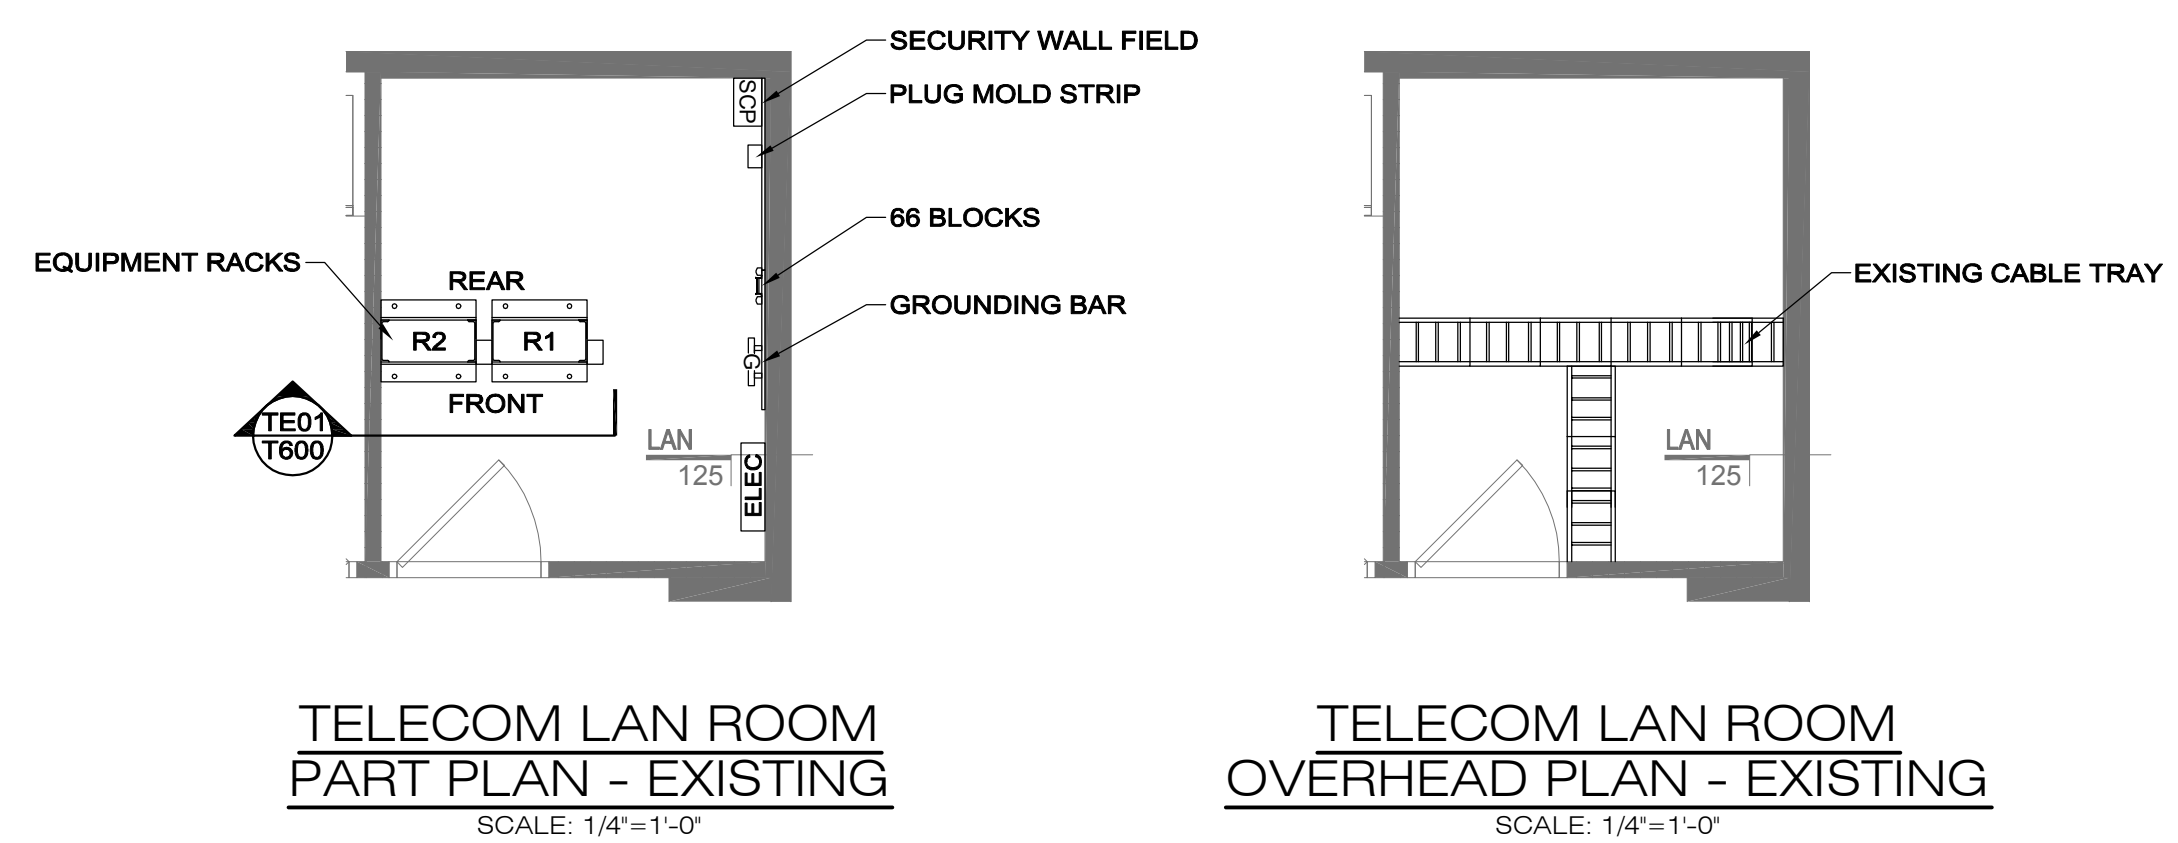 SECURITY WALL FIELD
SCP
PLUG MOLD STRIP
66 BLOCKS
EQUIPMENT RACKS
REAR
GROUNDING BAR
R2
R1
G
FRONT
TE01
T600
LAN
125
ELEC
TELECOM LAN ROOM
PART PLAN - EXISTING
SCALE: 1/4"=1'-0"
EXISTING CABLE TRAY
LAN
125
TELECOM LAN ROOM
OVERHEAD PLAN - EXISTING
SCALE: 1/4"=1'-0"